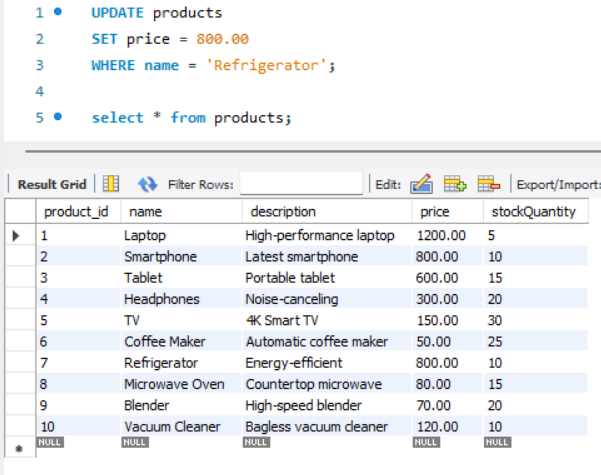 1 UPDATE products
2 SET price = 800.00
3 WHERE name = 'Refrigerator';
4
5 select * from products;
Result Grid Filter Rows: Edit: Export/Import:
product_id name description price stockQuantity
1 Laptop High-performance laptop 1200.00 5
2 Smartphone Latest smartphone 800.00 10
3 Tablet Portable tablet 600.00 15
4 Headphones Noise-canceling 300.00 20
5 TV 4K Smart TV 150.00 30
6 Coffee Maker Automatic coffee maker 50.00 25
7 Refrigerator Energy-efficient 800.00 10
8 Microwave Oven Countertop microwave 80.00 15
9 Blender High-speed blender 70.00 20
10 Vacuum Cleaner Bagless vacuum cleaner 120.00 10
NULL NULL NULL NULL NULL